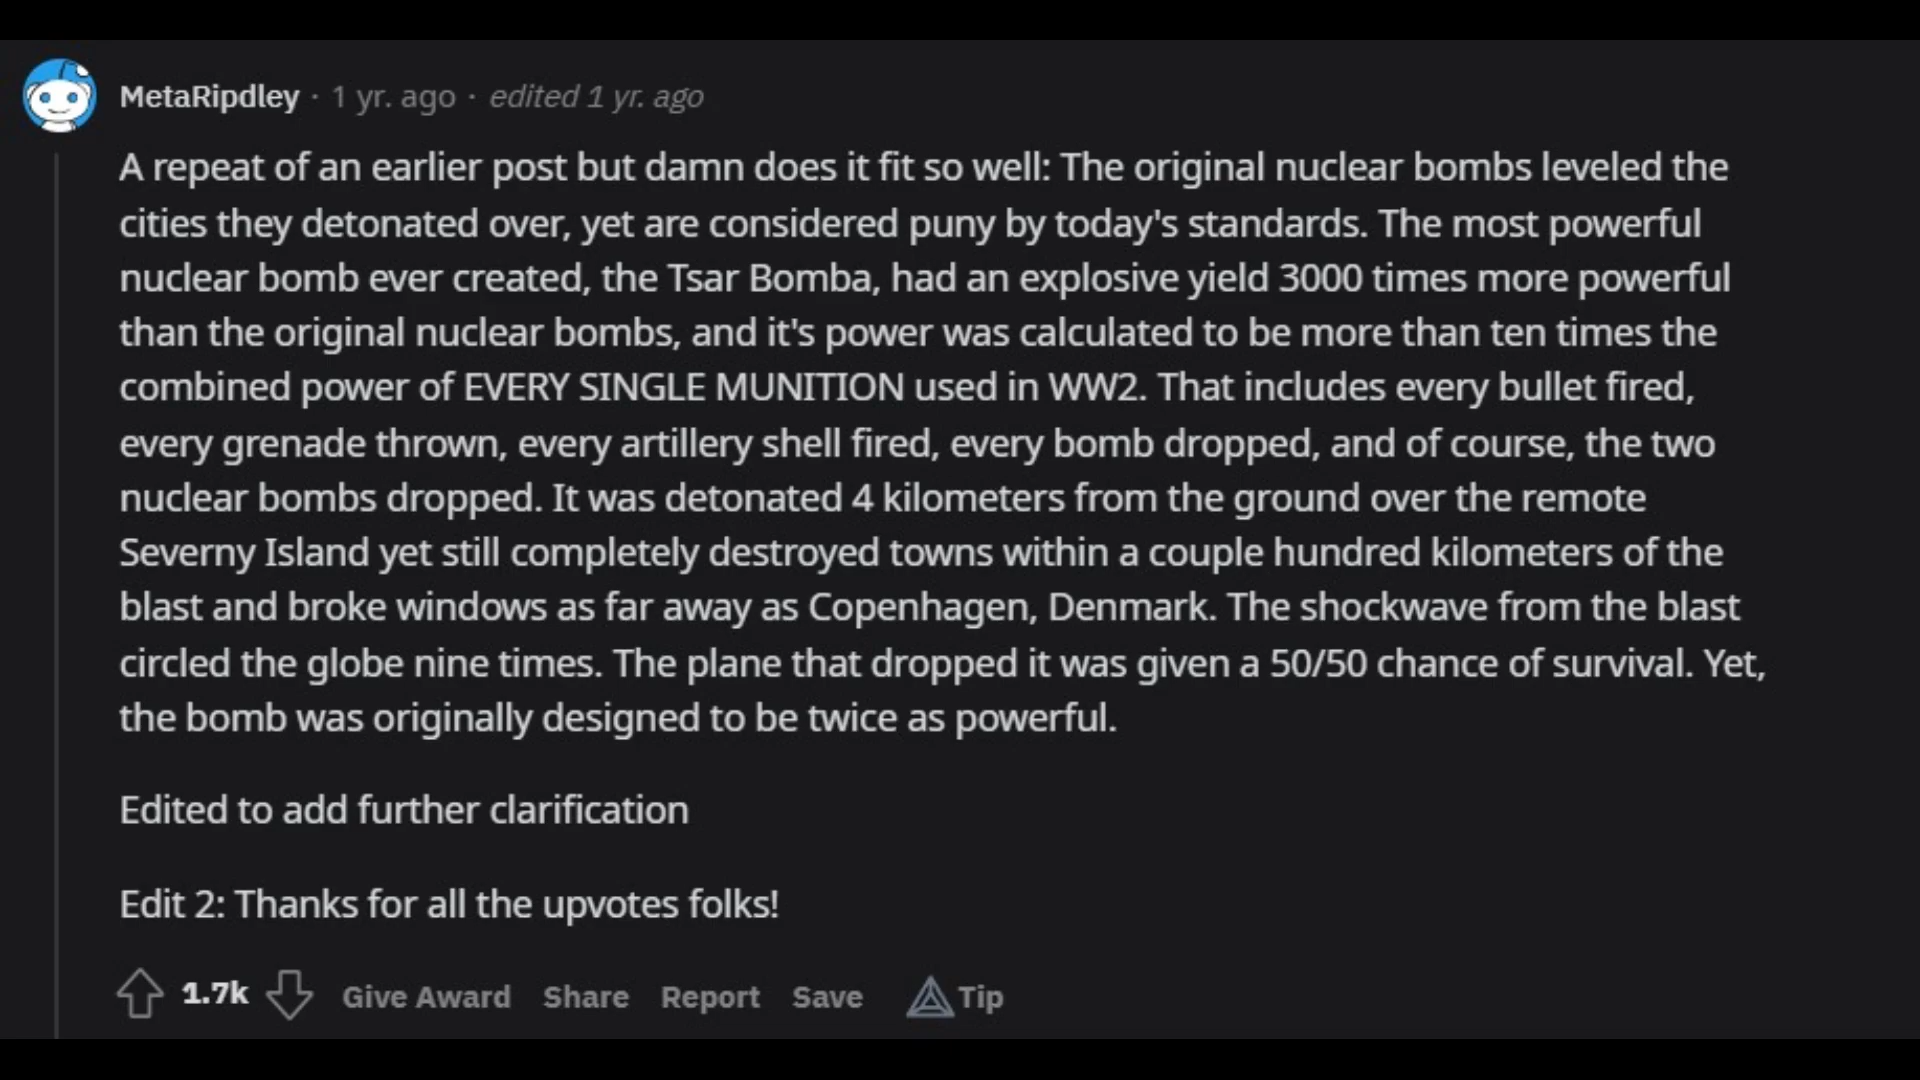 MetaRipdley · 1 yr. ago · edited 1 yr. ago
A repeat of an earlier post but damn does it fit so well: The original nuclear bombs leveled the
cities they detonated over, yet are considered puny by today's standards. The most powerful
nuclear bomb ever created, the Tsar Bomba, had an explosive yield 3000 times more powerful
than the original nuclear bombs, and it's power was calculated to be more than ten times the
combined power of EVERY SINGLE MUNITION used in WW2. That includes every bullet fired,
every grenade thrown, every artillery shell fired, every bomb dropped, and of course, the two
nuclear bombs dropped. It was detonated 4 kilometers from the ground over the remote
Severny Island yet still completely destroyed towns within a couple hundred kilometers of the
blast and broke windows as far away as Copenhagen, Denmark. The shockwave from the blast
circled the globe nine times. The plane that dropped it was given a 50/50 chance of survival. Yet,
the bomb was originally designed to be twice as powerful.
Edited to add further clarification
Edit 2: Thanks for all the upvotes folks!
1.7k Give Award Share Report Save Tip